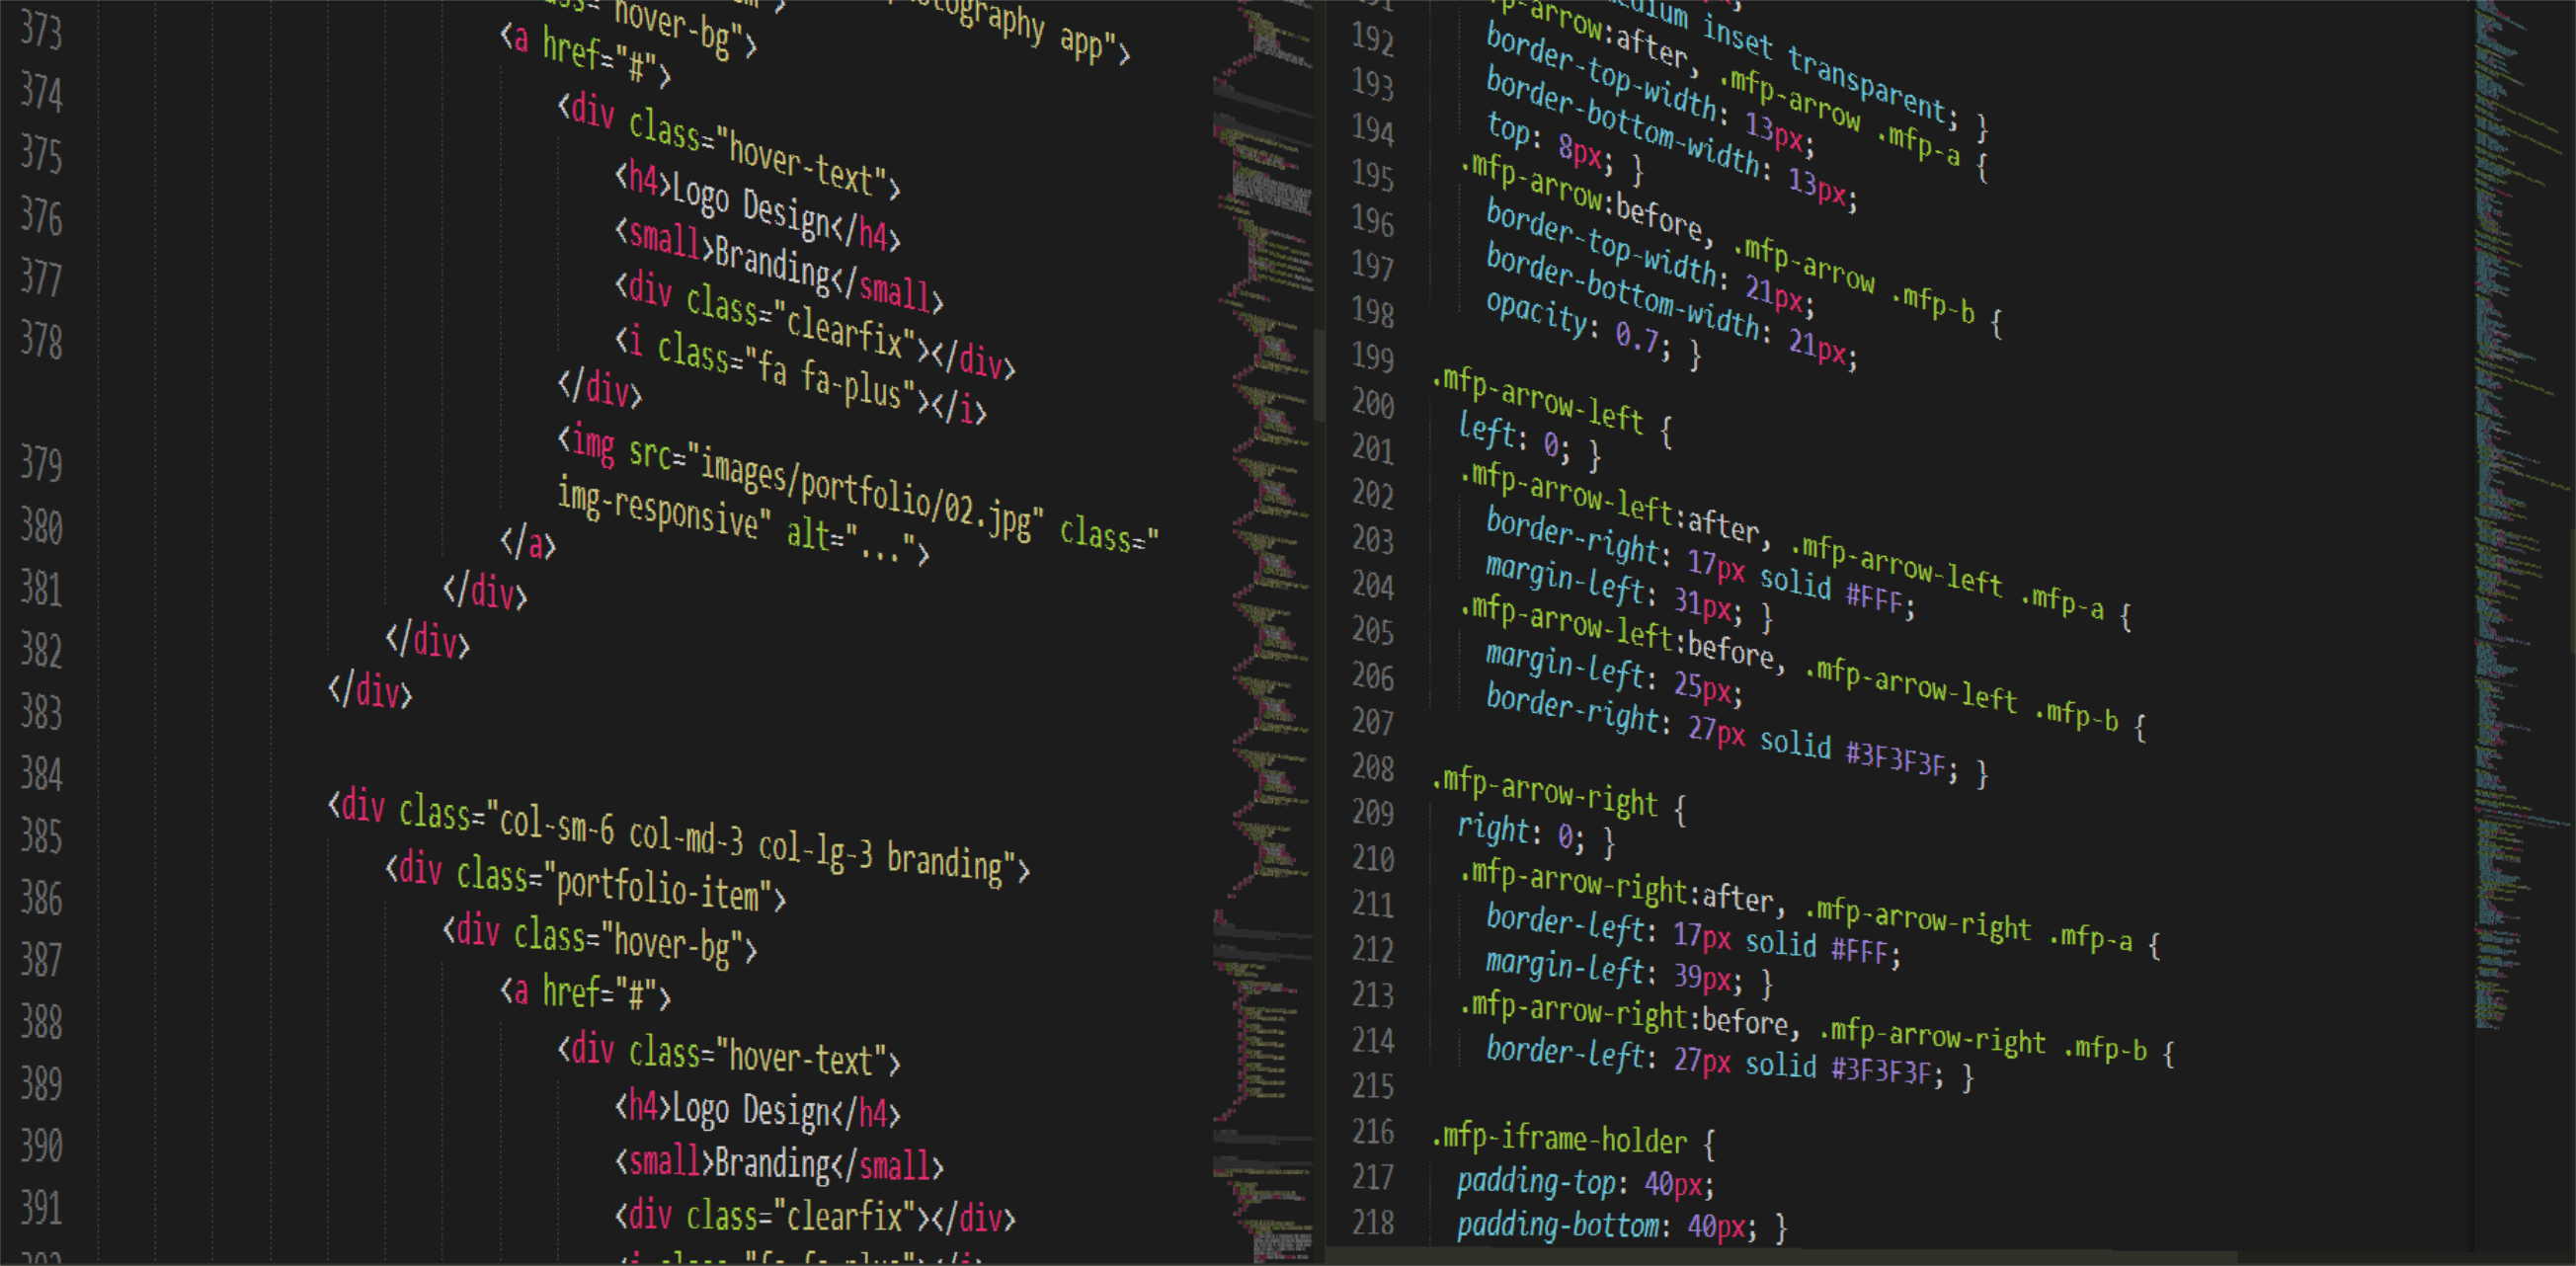 373
374
375
376
377
378
379
380
381
382
383
384
385
386
387
388
389
390
391
hover-bg">
<a href="#">
<div class="hover-text">
<h4>Logo Design</h4>
<small>Branding</small>
<div class="clearfix"></div>
<i class="fa fa-plus"></i>
</div>
<img src="images/portfolio/02.jpg" class="
img-responsive" alt="...">
</a>
</div>
</div>
</div>
<div class="col-sm-6 col-md-3 col-lg-3 branding">
<div class="portfolio-item">
<div class="hover-bg">
<a href="#">
<div class="hover-text">
<h4>Logo Design</h4>
<small>Branding</small>
<div class="clearfix"></div>
<i class="fa fa-plus"></i>
app">
192
193
194
195
196
197
198
199
200
201
202
203
204
205
206
207
208
209
210
211
212
213
214
215
216
217
218
inset transparent; }
.mfp-arrow:after, .mfp-arrow .mfp-a {
border-top-width: 13px;
border-bottom-width: 13px;
top: 8px; }
.mfp-arrow:before, .mfp-arrow .mfp-b {
border-top-width: 21px;
border-bottom-width: 21px;
opacity: 0.7; }
.mfp-arrow-left {
left: 0; }
.mfp-arrow-left:after, .mfp-arrow-left .mfp-a {
border-right: 17px solid #FFF;
margin-left: 31px; }
.mfp-arrow-left:before, .mfp-arrow-left .mfp-b {
margin-left: 25px;
border-right: 27px solid #3F3F3F; }
.mfp-arrow-right {
right: 0; }
.mfp-arrow-right:after, .mfp-arrow-right .mfp-a {
border-left: 17px solid #FFF;
margin-left: 39px; }
.mfp-arrow-right:before, .mfp-arrow-right .mfp-b {
border-left: 27px solid #3F3F3F; }
.mfp-iframe-holder {
padding-top: 40px;
padding-bottom: 40px; }